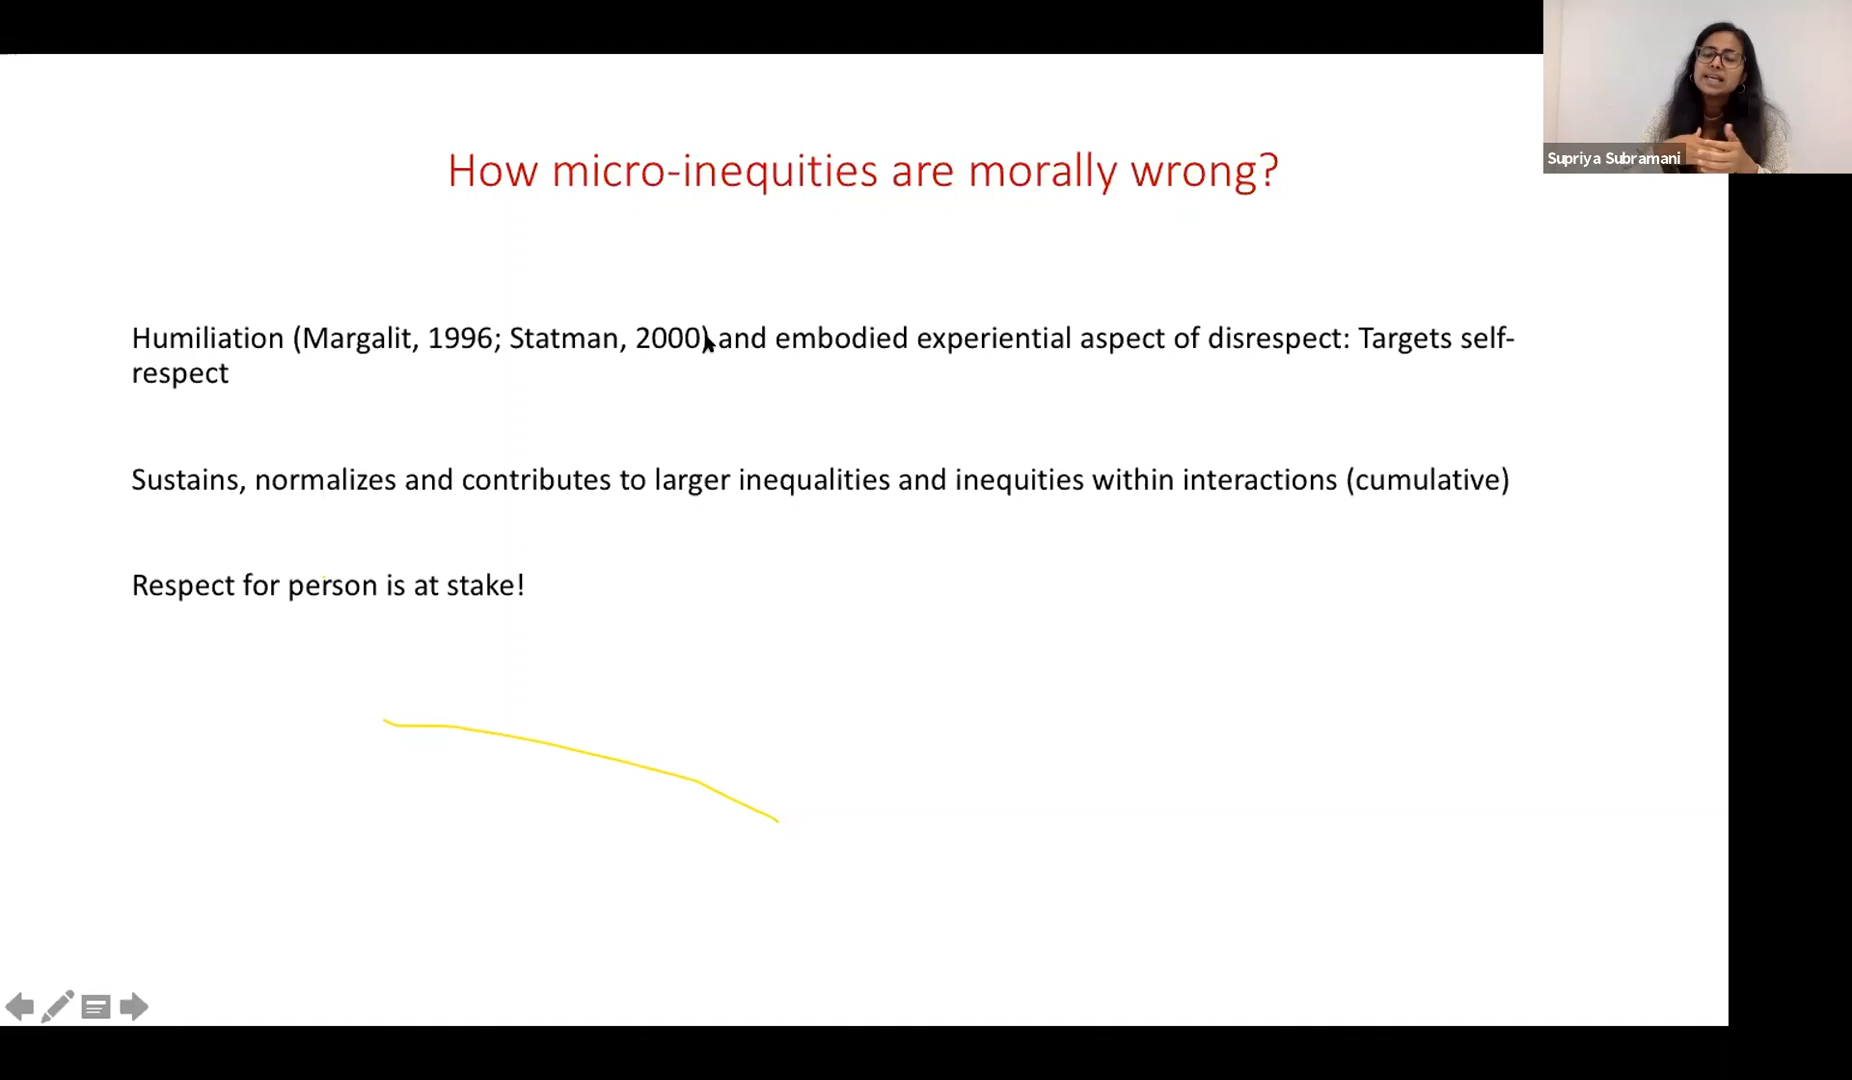 How micro-inequities are morally wrong?
Supriya Subramani
Humiliation (Margalit, 1996; Statman, 2000) and embodied experiential aspect of disrespect: Targets self-
respect
Sustains, normalizes and contributes to larger inequalities and inequities within interactions (cumulative)
Respect for person is at stake!